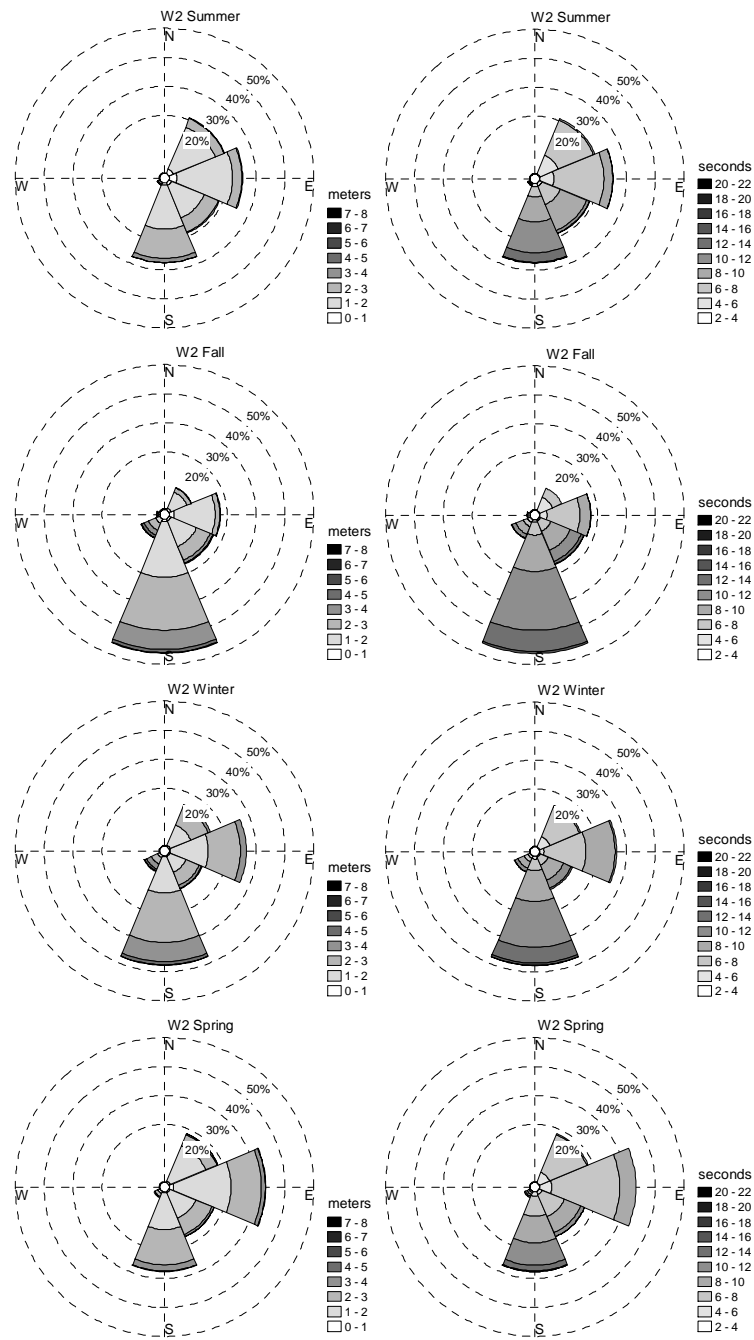 W2 Summer
N
50%
40%
30%
20%
W
E
S
meters
7 - 8
6 - 7
5 - 6
4 - 5
3 - 4
2 - 3
1 - 2
0 - 1
W2 Summer
N
50%
40%
30%
20%
W
E
S
seconds
20 - 22
18 - 20
16 - 18
14 - 16
12 - 14
10 - 12
8 - 10
6 - 8
4 - 6
2 - 4
W2 Fall
N
50%
40%
30%
20%
W
E
S
meters
7 - 8
6 - 7
5 - 6
4 - 5
3 - 4
2 - 3
1 - 2
0 - 1
W2 Fall
N
50%
40%
30%
20%
W
E
S
seconds
20 - 22
18 - 20
16 - 18
14 - 16
12 - 14
10 - 12
8 - 10
6 - 8
4 - 6
2 - 4
W2 Winter
N
50%
40%
30%
20%
W
E
S
meters
7 - 8
6 - 7
5 - 6
4 - 5
3 - 4
2 - 3
1 - 2
0 - 1
W2 Winter
N
50%
40%
30%
20%
W
E
S
seconds
20 - 22
18 - 20
16 - 18
14 - 16
12 - 14
10 - 12
8 - 10
6 - 8
4 - 6
2 - 4
W2 Spring
N
50%
40%
30%
20%
W
E
S
meters
7 - 8
6 - 7
5 - 6
4 - 5
3 - 4
2 - 3
1 - 2
0 - 1
W2 Spring
N
50%
40%
30%
20%
W
E
S
seconds
20 - 22
18 - 20
16 - 18
14 - 16
12 - 14
10 - 12
8 - 10
6 - 8
4 - 6
2 - 4